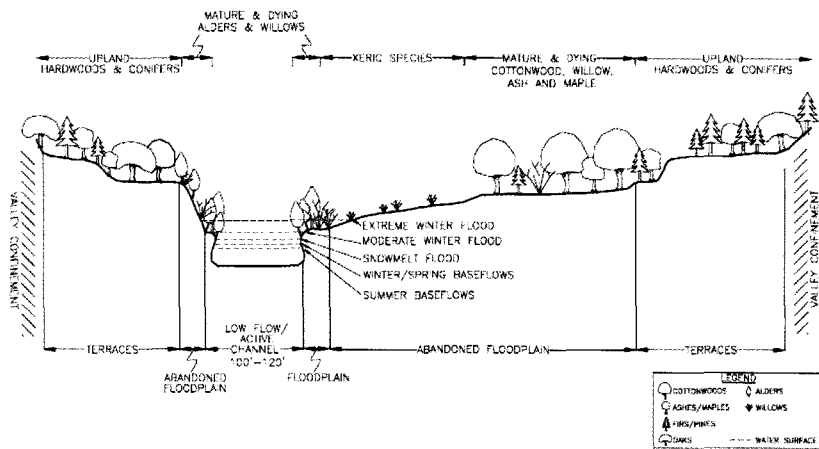 MATURE & DYING
ALDERS & WILLOWS
UPLAND
HARDWOODS & CONIFERS
XERIC SPECIES
MATURE & DYING
COTTONWOOD, WILLOW,
ASH AND MAPLE
UPLAND
HARDWOODS & CONIFERS
VALLEY CONFINEMENT
EXTREME WINTER FLOOD
MODERATE WINTER FLOOD
SNOWMELT FLOOD
WINTER/SPRING BASEFLOWS
SUMMER BASEFLOWS
VALLEY CONFINEMENT
TERRACES
ABANDONED
FLOODPLAIN
LOW FLOW/
ACTIVE
CHANNEL
100'-120'
FLOODPLAIN
ABANDONED FLOODPLAIN
TERRACES
LEGEND
COTTONWOODS
ALDERS
ASHES/MAPLES
WILLOWS
FIRS/PINES
OAKS
WATER SURFACE